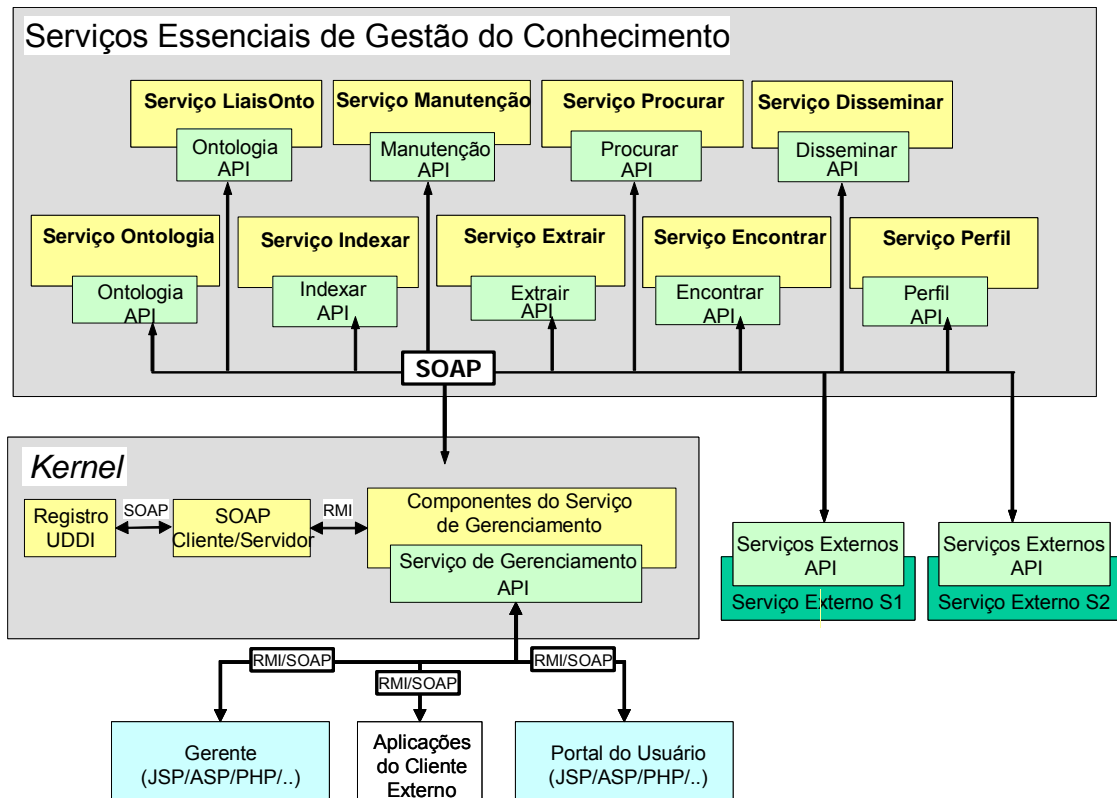 Serviços Essenciais de Gestão do Conhecimento
Serviço LiaisOnto
Ontologia
API
Serviço Manutenção
Manutenção
API
Serviço Procurar
Procurar
API
Serviço Disseminar
Disseminar
API
Serviço Ontologia
Ontologia
API
Serviço Indexar
Indexar
API
Serviço Extrair
Extrair
API
Serviço Encontrar
Encontrar
API
Serviço Perfil
Perfil
API
SOAP
Kernel
Registro
UDDI
SOAP
SOAP
Cliente/Servidor
RMI
Componentes do Serviço
de Gerenciamento
Serviço de Gerenciamento
API
Serviços Externos
API
Serviço Externo S1
Serviços Externos
API
Serviço Externo S2
RMI/SOAP
RMI/SOAP
RMI/SOAP
Gerente
(JSP/ASP/PHP/..)
Aplicações
do Cliente
Externo
Portal do Usuário
(JSP/ASP/PHP/..)